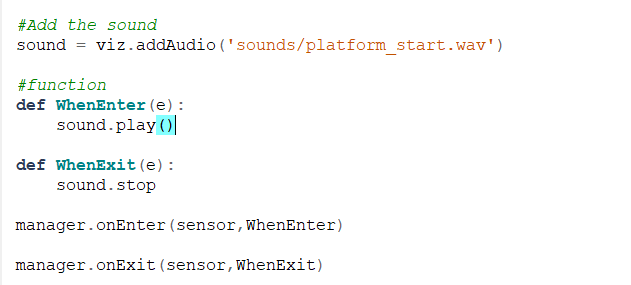 #Add the sound
sound = viz.addAudio('sounds/platform_start.wav')
#function
def WhenEnter(e):
    sound.play()
def WhenExit(e):
    sound.stop
manager.onEnter(sensor,WhenEnter)
manager.onExit(sensor,WhenExit)